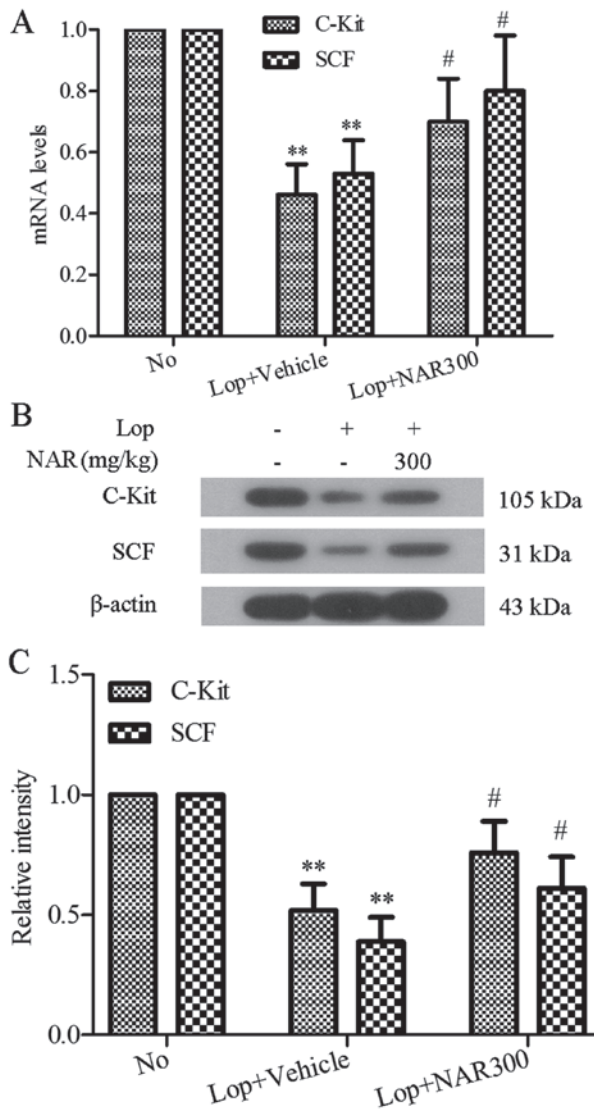 A
C-Kit
SCF
mRNA levels
1.0
0.8
0.6
0.4
0.2
0.0
** ** # #
No Lop+Vehicle Lop+NAR300
B
Lop - + +
NAR (mg/kg) - - 300
C-Kit 105 kDa
SCF 31 kDa
β-actin 43 kDa
C
C-Kit
SCF
Relative intensity
1.5
1.0
0.5
0.0
** ** # #
No Lop+Vehicle Lop+NAR300